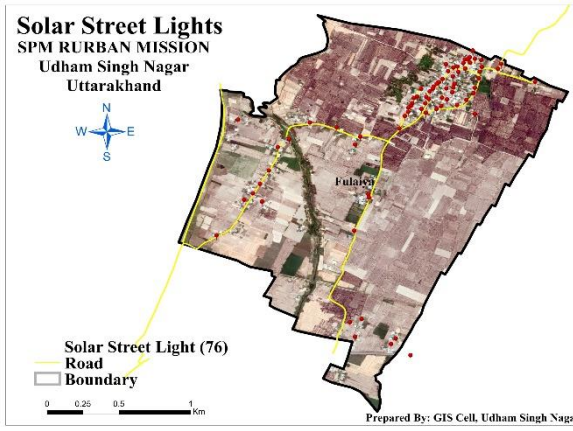 Solar Street Lights
SPM RURBAN MISSION
Udham Singh Nagar
Uttarakhand
N
W E
S
Fulaiya
Solar Street Light (76)
Road
Boundary
0 0.25 0.5 1
Km
Prepared By: GIS Cell, Udham Singh Naga